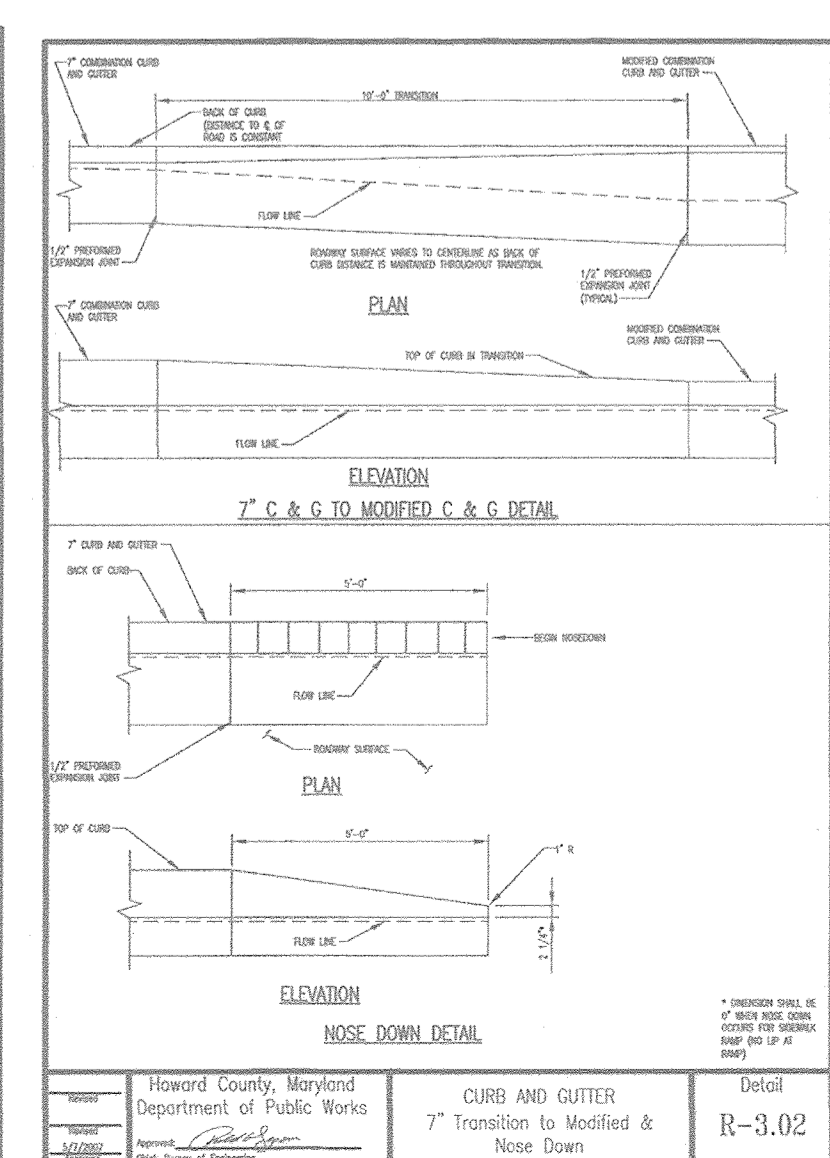 7" COMBINATION CURB
AND GUTTER
MODIFIED COMBINATION
CURB AND GUTTER
10'-0" TRANSITION
BACK OF CURB
(DISTANCE TO ℄ OF
ROAD IS CONSTANT
FLOW LINE
1/2" PREFORMED
EXPANSION JOINT
ROADWAY SURFACE VARIES TO CENTERLINE AS BACK OF
CURB DISTANCE IS MAINTAINED THROUGHOUT TRANSITION.
1/2" PREFORMED
EXPANSION JOINT
(TYPICAL)
PLAN
7" COMBINATION CURB
AND GUTTER
MODIFIED COMBINATION
CURB AND GUTTER
TOP OF CURB IN TRANSITION
FLOW LINE
ELEVATION
7" C & G TO MODIFIED C & G DETAIL
7" CURB AND GUTTER
BACK OF CURB
5'-0"
BEGIN NOSEDOWN
FLOW LINE
ROADWAY SURFACE
1/2" PREFORMED
EXPANSION JOINT
PLAN
TOP OF CURB
5'-0"
1" R
FLOW LINE
2 1/4"*
ELEVATION
NOSE DOWN DETAIL
* DIMENSION SHALL BE
0" WHEN NOSE DOWN
OCCURS FOR SIDEWALK
RAMP (NO LIP AT
RAMP)
Revised
Revised
5/7/2007
Howard County, Maryland
Department of Public Works
Approved:
Chief, Bureau of Engineering
CURB AND GUTTER
7" Transition to Modified &
Nose Down
Detail
R-3.02